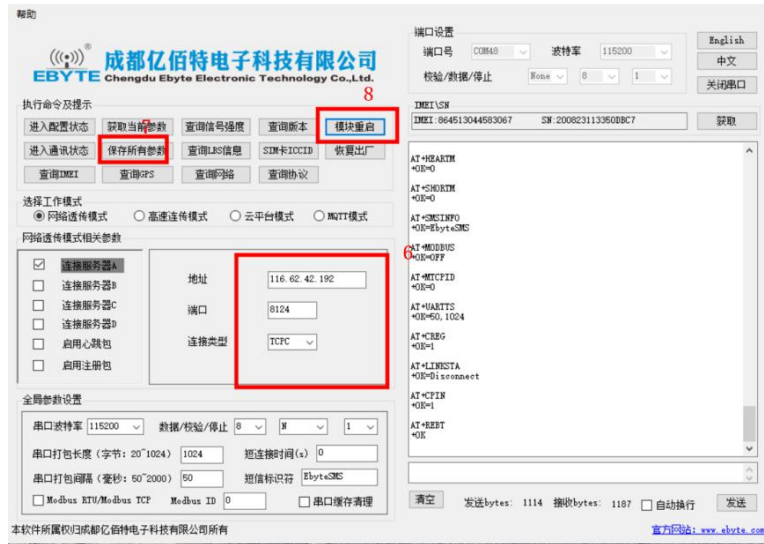 帮助
((•))® 成都亿佰特电子科技有限公司
EBYTE Chengdu Ebyte Electronic Technology Co.,Ltd.
8
执行命令及提示
进入配置状态 获取当前参数 查询信号强度 查询版本 模块重启
7
进入通讯状态 保存所有参数 查询LBS信息 SIM卡ICCID 恢复出厂
查询IMEI 查询GPS 查询网络 查询协议
选择工作模式
网络透传模式 高速连传模式 云平台模式 MQTT模式
网络透传模式相关参数
6
连接服务器A
连接服务器B
连接服务器C
连接服务器D
启用心跳包
启用注册包
地址 116.62.42.192
端口 8124
连接类型 TCPC
全局参数设置
串口波特率 115200 数据/校验/停止 8 N 1
串口打包长度 (字节: 20~1024) 1024 短连接时间(s) 0
串口打包间隔 (毫秒: 50~2000) 50 短信标识符 EbyteSMS
Modbus RTU/Modbus TCP Modbus ID 0 串口缓存清理
本软件所属权归成都亿佰特电子科技有限公司所有
端口设置
端口号 COM48 波特率 115200
校验/数据/停止 None 8 1
English
中文
关闭串口
IMEI\SN
IMEI:864513044583067 SN:200823113350DBC7 获取
AT+HEARTM
+OK=0
AT+SHORTM
+OK=0
AT+SMSINFO
+OK=EbyteSMS
AT+MODBUS
+OK=OFF
AT+MTCPID
+OK=0
AT+UARTTS
+OK=50,1024
AT+CREG
+OK=1
AT+LINKSTA
+OK=Disconnect
AT+CPIN
+OK=1
AT+REBT
+OK
清空 发送bytes: 1114 接收bytes: 1187 自动换行 发送
官方网站: www.ebyte.com